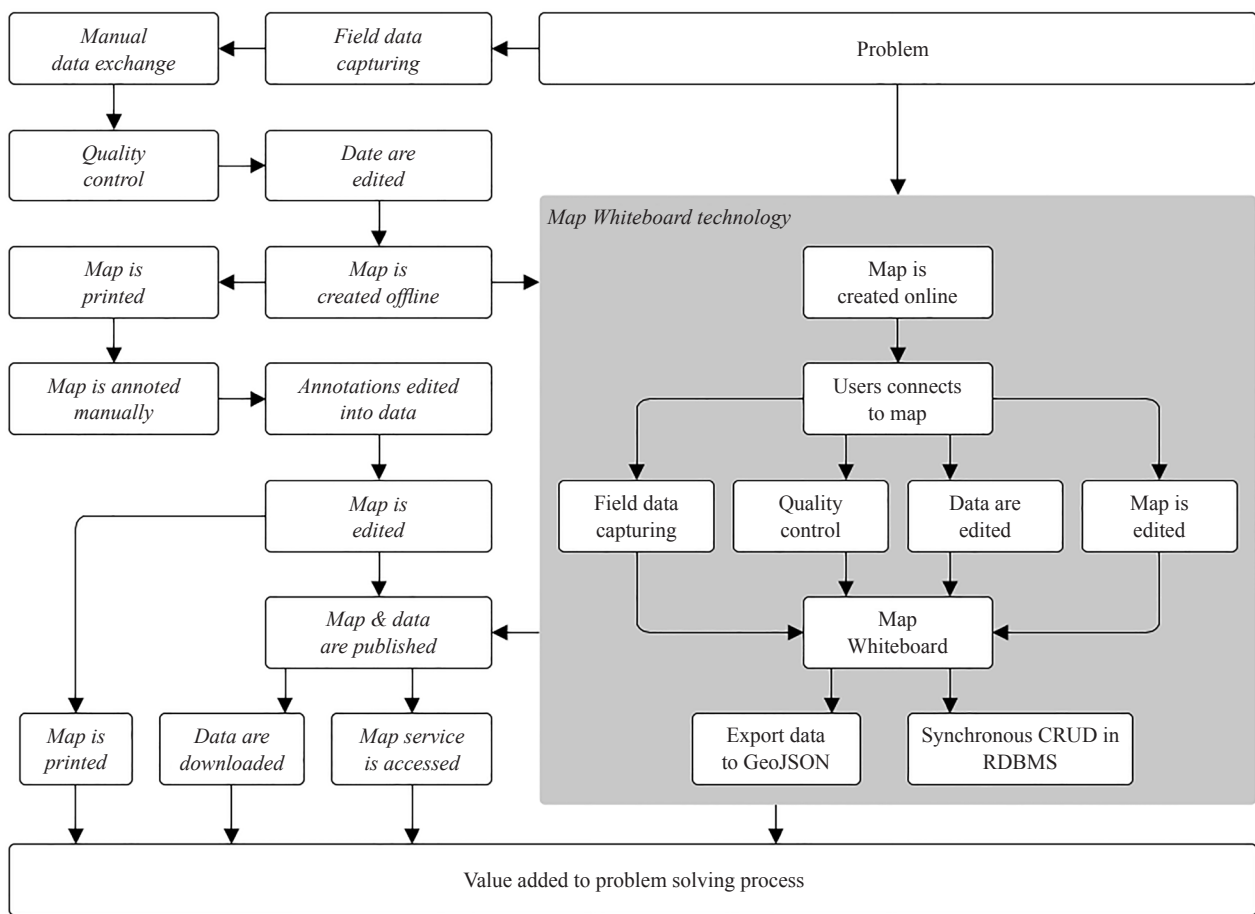 Manual
data exchange
Field data
capturing
Problem
Quality
control
Date are
edited
Map Whiteboard technology
Map is
printed
Map is
created offline
Map is
created online
Map is annoted
manually
Annotations edited
into data
Users connects
to map
Map is
edited
Field data
capturing
Quality
control
Data are
edited
Map is
edited
Map & data
are published
Map
Whiteboard
Map is
printed
Data are
downloaded
Map service
is accessed
Export data
to GeoJSON
Synchronous CRUD in
RDBMS
Value added to problem solving process